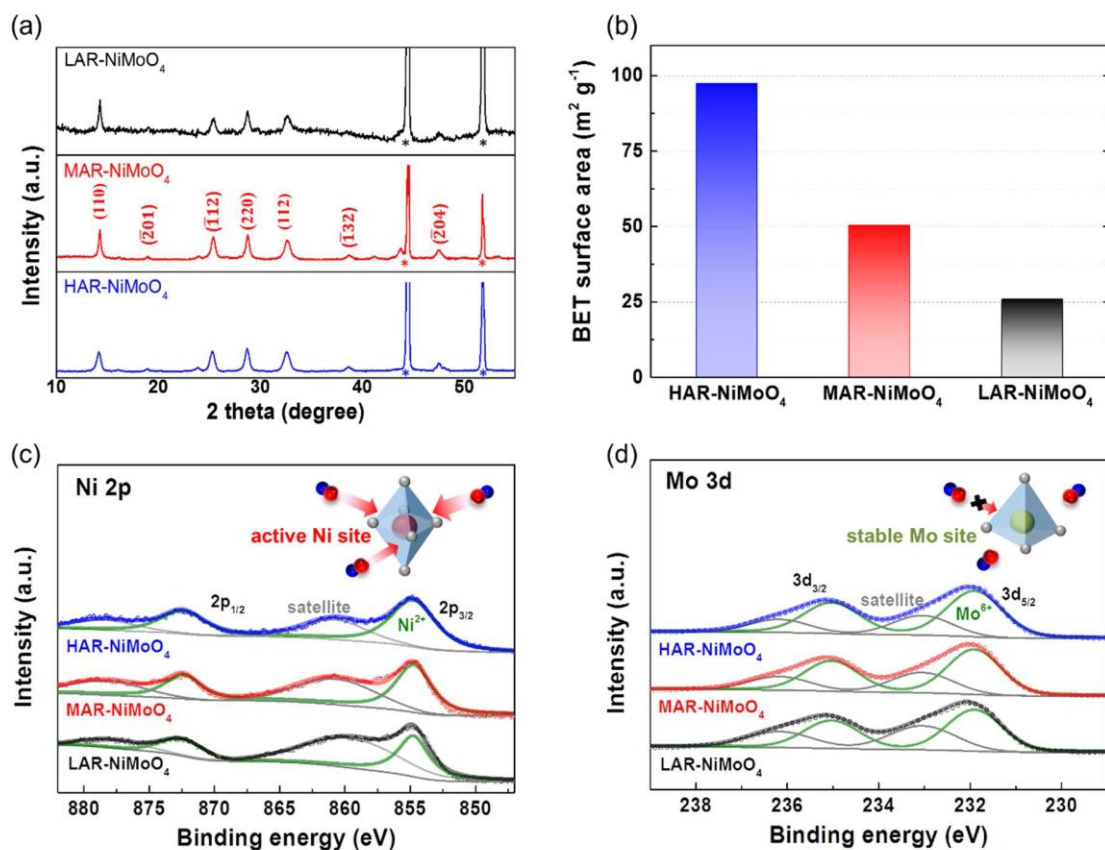 (a)
LAR-NiMoO₄
* *
MAR-NiMoO₄
(110)
(2̅01)
(1̅12)
(220)
(112)
(1̅32)
(2̅04)
* *
HAR-NiMoO₄
* *
Intensity (a.u.)
10 20 30 40 50
2 theta (degree)
(b)
BET surface area (m² g⁻¹)
100
75
50
25
0
HAR-NiMoO₄ MAR-NiMoO₄ LAR-NiMoO₄
(c)
Ni 2p
active Ni site
2p₁/₂ satellite 2p₃/₂
Ni²⁺
HAR-NiMoO₄
MAR-NiMoO₄
LAR-NiMoO₄
Intensity (a.u.)
880 875 870 865 860 855
Binding energy (eV)
(d)
Mo 3d
stable Mo site
3d₃/₂ satellite 3d₅/₂
Mo⁶⁺
HAR-NiMoO₄
MAR-NiMoO₄
LAR-NiMoO₄
Intensity (a.u.)
238 236 234 232 230
Binding energy (eV)